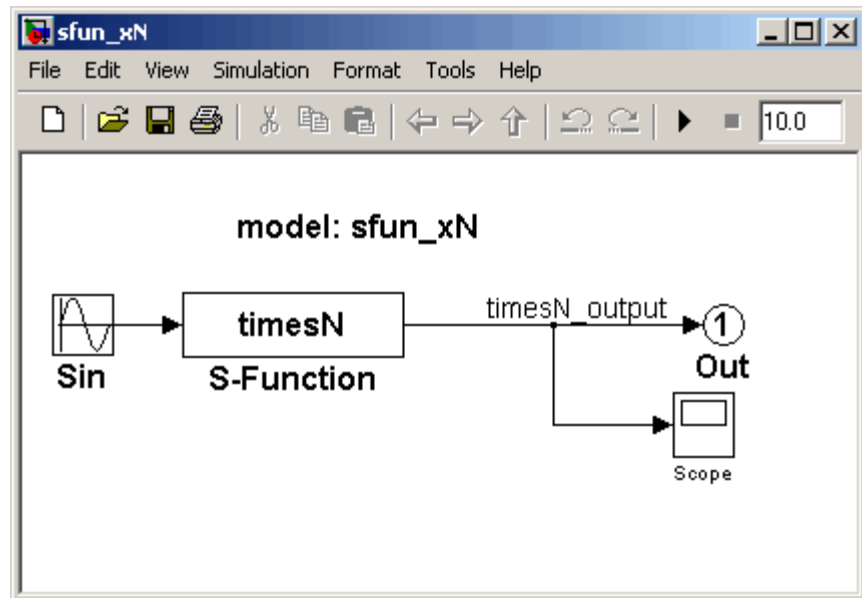 sfun_xN
File Edit View Simulation Format Tools Help
10.0
model: sfun_xN
timesN_output
timesN
1
Sin
S-Function
Out
Scope